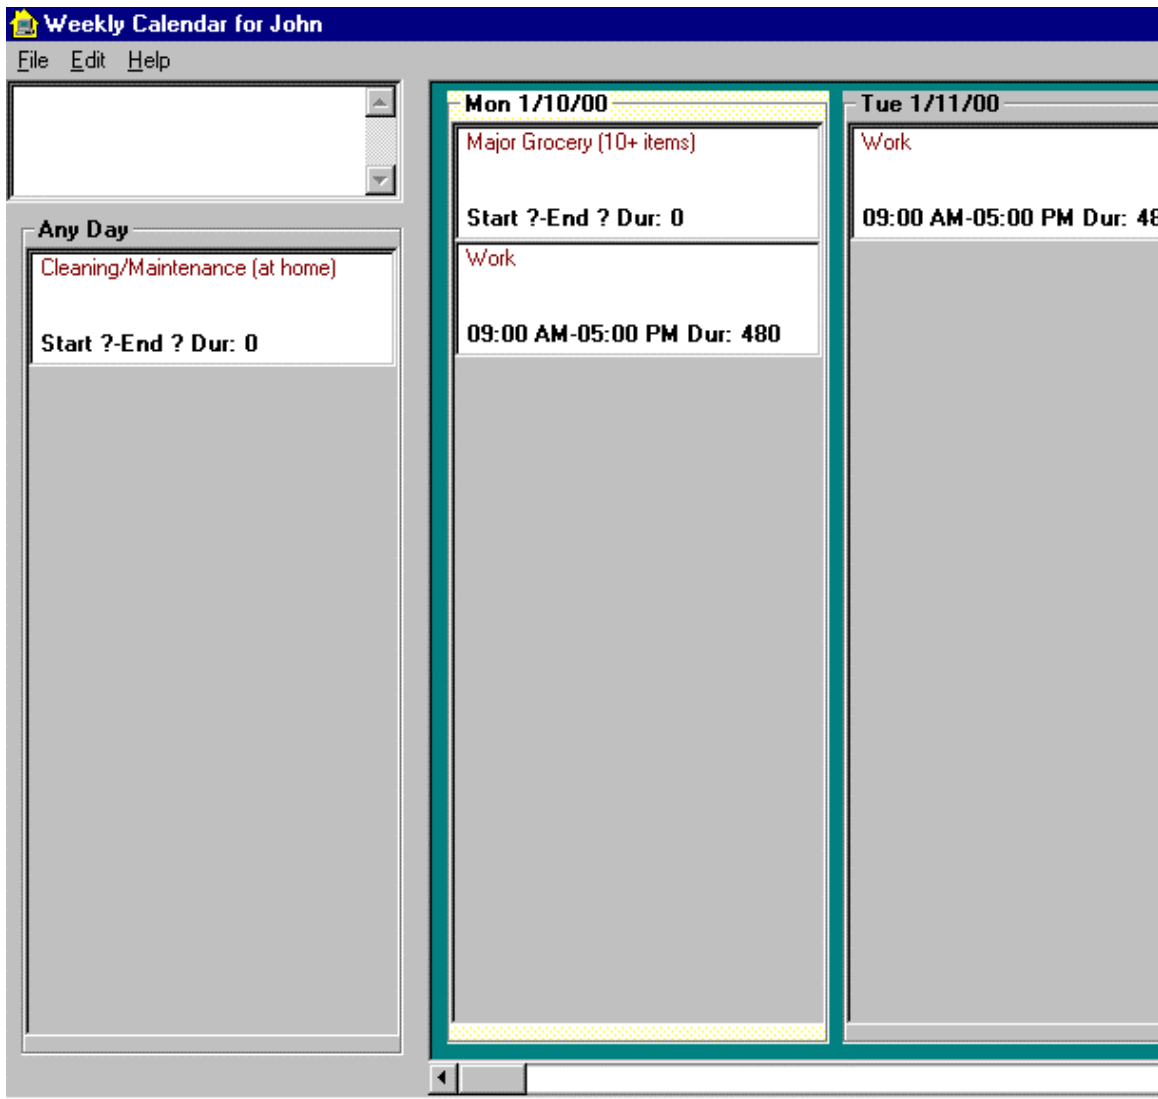 Weekly Calendar for John
File Edit Help
Any Day
Cleaning/Maintenance (at home)
Start ?-End ? Dur: 0
Mon 1/10/00
Major Grocery (10+ items)
Start ?-End ? Dur: 0
Work
09:00 AM-05:00 PM Dur: 480
Tue 1/11/00
Work
09:00 AM-05:00 PM Dur: 48